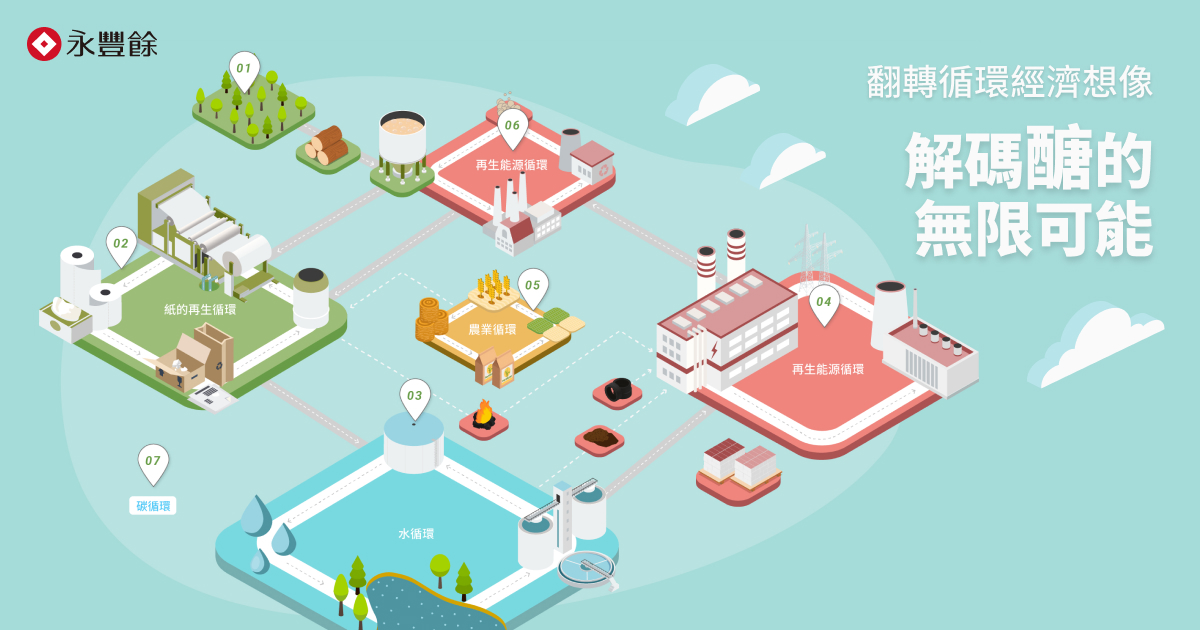 永豐餘
翻轉循環經濟想像
解碼醣的
無限可能
01
06
再生能源循環
02
紙的再生循環
05
農業循環
04
再生能源循環
03
水循環
07
碳循環